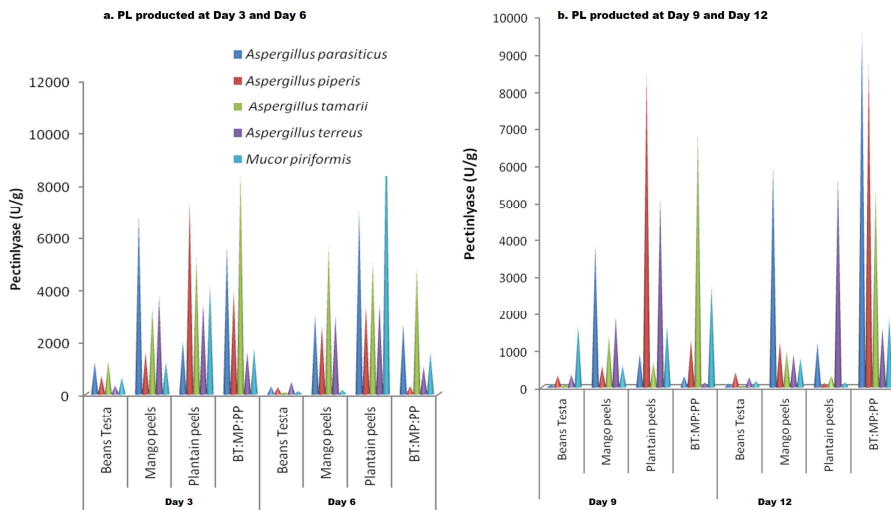 a. PL producted at Day 3 and Day 6
Aspergillus parasiticus
Aspergillus piperis
Aspergillus tamarii
Aspergillus terreus
Mucor piriformis
Pectinlyase (U/g)
12000
10000
8000
6000
4000
2000
0
Beans Testa
Mango peels
Plantain peels
BT:MP:PP
Beans Testa
Mango peels
Plantain peels
BT:MP:PP
Day 3
Day 6
b. PL producted at Day 9 and Day 12
Pectinlyase (U/g)
10000
9000
8000
7000
6000
5000
4000
3000
2000
1000
0
Beans Testa
Mango peels
Plantain peels
BT:MP:PP
Beans Testa
Mango peels
Plantain peels
BT:MP:PP
Day 9
Day 12